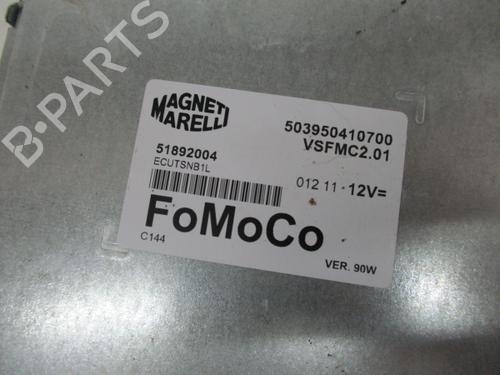 B-PARTS
MAGNETI
MARELLI
503950410700
VSFMC2.01
51892004
ECUTSNB1L
012 11 - 12V=
FoMoCo
C144
VER. 90W